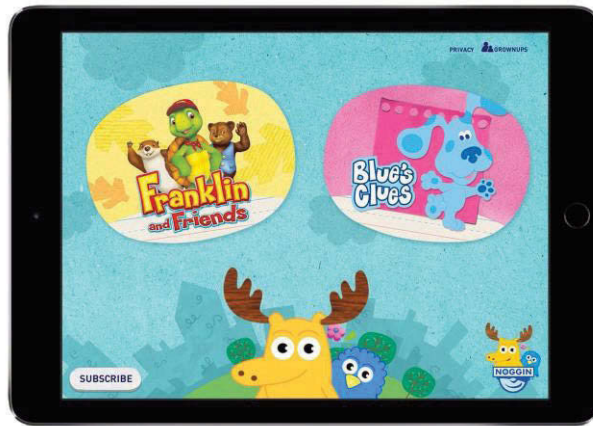 PRIVACY GROWNUPS
Franklin
and Friends
Blue's
Clues
SUBSCRIBE
NOGGIN